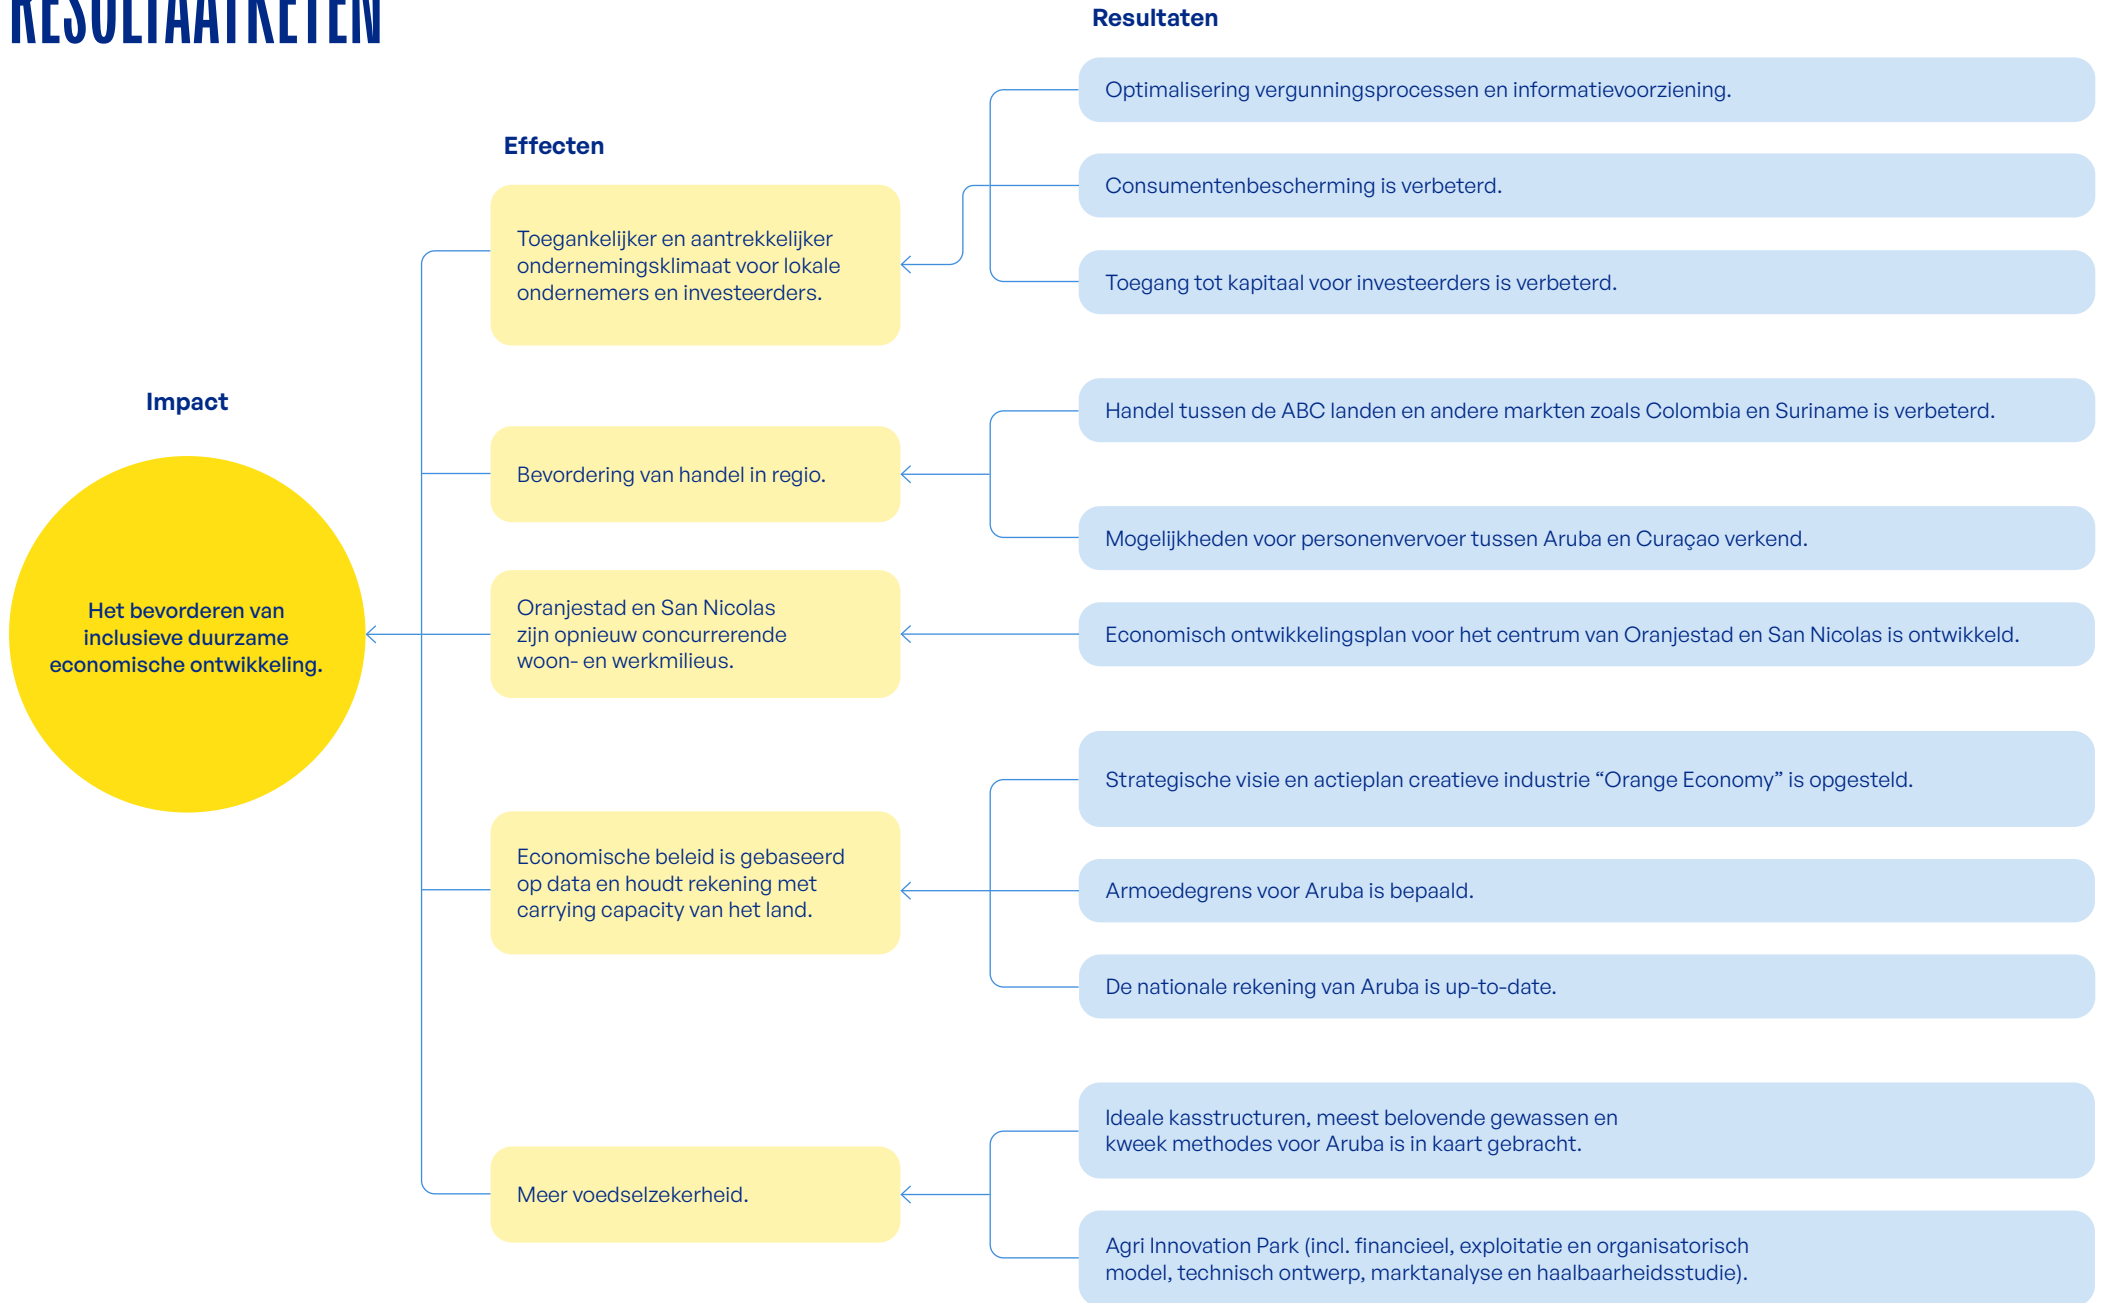 RESULTAATKETEN
Resultaten
Optimalisering vergunningsprocessen en informatievoorziening.
Consumentenbescherming is verbeterd.
Toegang tot kapitaal voor investeerders is verbeterd.
Handel tussen de ABC landen en andere markten zoals Colombia en Suriname is verbeterd.
Mogelijkheden voor personenvervoer tussen Aruba en Curaçao verkend.
Economisch ontwikkelingsplan voor het centrum van Oranjestad en San Nicolas is ontwikkeld.
Strategische visie en actieplan creatieve industrie “Orange Economy” is opgesteld.
Armoedegrens voor Aruba is bepaald.
De nationale rekening van Aruba is up-to-date.
Ideale kasstructuren, meest belovende gewassen en
kweek methodes voor Aruba is in kaart gebracht.
Agri Innovation Park (incl. financieel, exploitatie en organisatorisch
model, technisch ontwerp, marktanalyse en haalbaarheidsstudie).
Effecten
Toegankelijker en aantrekkelijker
ondernemingsklimaat voor lokale
ondernemers en investeerders.
Bevordering van handel in regio.
Oranjestad en San Nicolas
zijn opnieuw concurrerende
woon- en werkmilieus.
Economische beleid is gebaseerd
op data en houdt rekening met
carrying capacity van het land.
Meer voedselzekerheid.
Impact
Het bevorderen van
inclusieve duurzame
economische ontwikkeling.